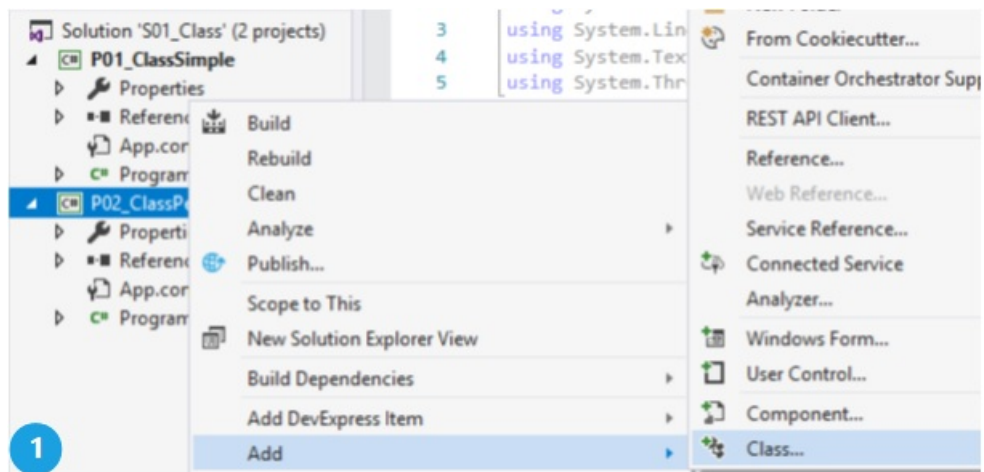 Solution 'S01_Class' (2 projects)
P01_ClassSimple
Properties
Referenc
App.cor
Program
P02_ClassPe
Properti
Referenc
App.cor
Program
3 using System.Lin
4 using System.Tex
5 using System.Thr
Build
Rebuild
Clean
Analyze
Publish...
Scope to This
New Solution Explorer View
Build Dependencies
Add DevExpress Item
Add
From Cookiecutter...
Container Orchestrator Supp
REST API Client...
Reference...
Web Reference...
Service Reference...
Connected Service
Analyzer...
Windows Form...
User Control...
Component...
Class...
1